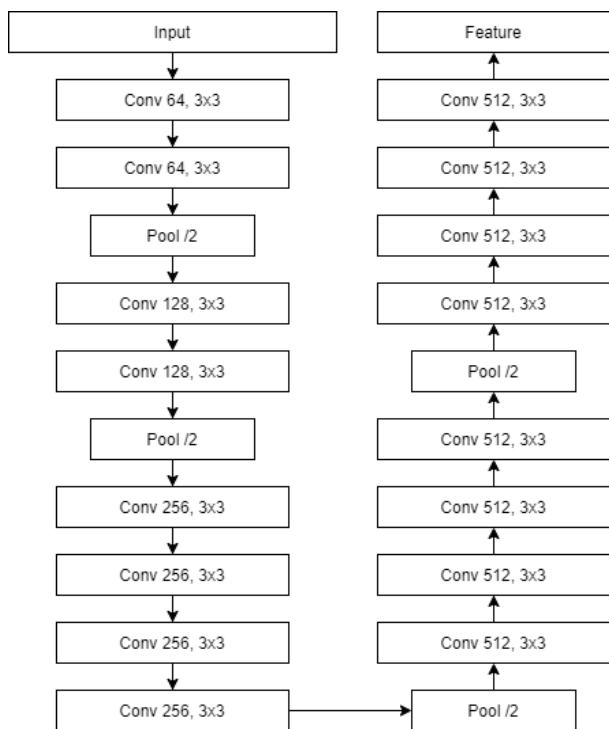 Input
Conv 64, 3x3
Conv 64, 3x3
Pool /2
Conv 128, 3x3
Conv 128, 3x3
Pool /2
Conv 256, 3x3
Conv 256, 3x3
Conv 256, 3x3
Conv 256, 3x3
Pool /2
Conv 512, 3x3
Conv 512, 3x3
Conv 512, 3x3
Conv 512, 3x3
Pool /2
Conv 512, 3x3
Conv 512, 3x3
Conv 512, 3x3
Conv 512, 3x3
Feature